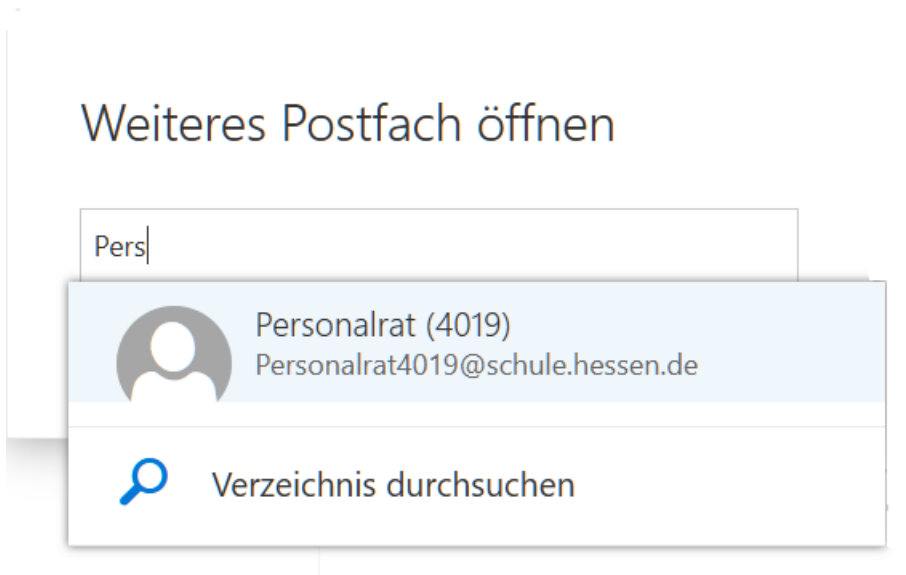 Weiteres Postfach öffnen
Pers
Personalrat (4019)
Personalrat4019@schule.hessen.de
Verzeichnis durchsuchen